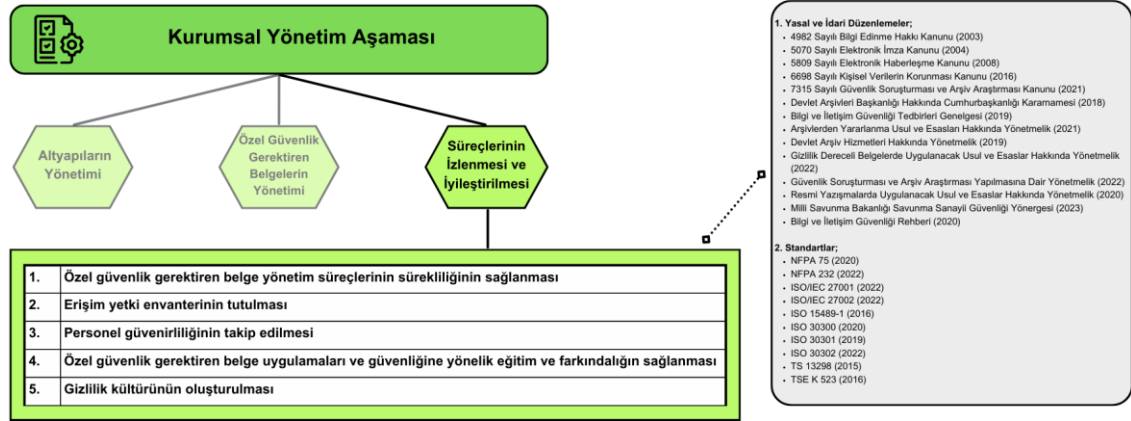 Kurumsal Yönetim Aşaması
Altyapıların
Yönetimi
Özel Güvenlik
Gerektiren
Belgelerin
Yönetimi
Süreçlerinin
İzlenmesi ve
İyileştirilmesi
1. Özel güvenlik gerektiren belge yönetim süreçlerinin sürekliliğinin sağlanması
2. Erişim yetki envanterinin tutulması
3. Personel güvenirliliğinin takip edilmesi
4. Özel güvenlik gerektiren belge uygulamaları ve güvenliğine yönelik eğitim ve farkındalığın sağlanması
5. Gizlilik kültürünün oluşturulması
1. Yasal ve İdari Düzenlemeler;
• 4982 Sayılı Bilgi Edinme Hakkı Kanunu (2003)
• 5070 Sayılı Elektronik İmza Kanunu (2004)
• 5809 Sayılı Elektronik Haberleşme Kanunu (2008)
• 6698 Sayılı Kişisel Verilerin Korunması Kanunu (2016)
• 7315 Sayılı Güvenlik Soruşturması ve Arşiv Araştırması Kanunu (2021)
• Devlet Arşivleri Başkanlığı Hakkında Cumhurbaşkanlığı Kararnamesi (2018)
• Bilgi ve İletişim Güvenliği Tedbirleri Genelgesi (2019)
• Arşivlerden Yararlanma Usul ve Esasları Hakkında Yönetmelik (2021)
• Devlet Arşiv Hizmetleri Hakkında Yönetmelik (2019)
• Gizlilik Dereceli Belgelerde Uygulanacak Usul ve Esaslar Hakkında Yönetmelik
(2022)
• Güvenlik Soruşturması ve Arşiv Araştırması Yapılmasına Dair Yönetmelik (2022)
• Resmi Yazışmalarda Uygulanacak Usul ve Esaslar Hakkında Yönetmelik (2020)
• Milli Savunma Bakanlığı Savunma Sanayii Güvenliği Yönergesi (2023)
• Bilgi ve İletişim Güvenliği Rehberi (2020)
2. Standartlar;
• NFPA 75 (2020)
• NFPA 232 (2022)
• ISO/IEC 27001 (2022)
• ISO/IEC 27002 (2022)
• ISO 15489-1 (2016)
• ISO 30300 (2020)
• ISO 30301 (2019)
• ISO 30302 (2022)
• TS 13298 (2015)
• TSE K 523 (2016)